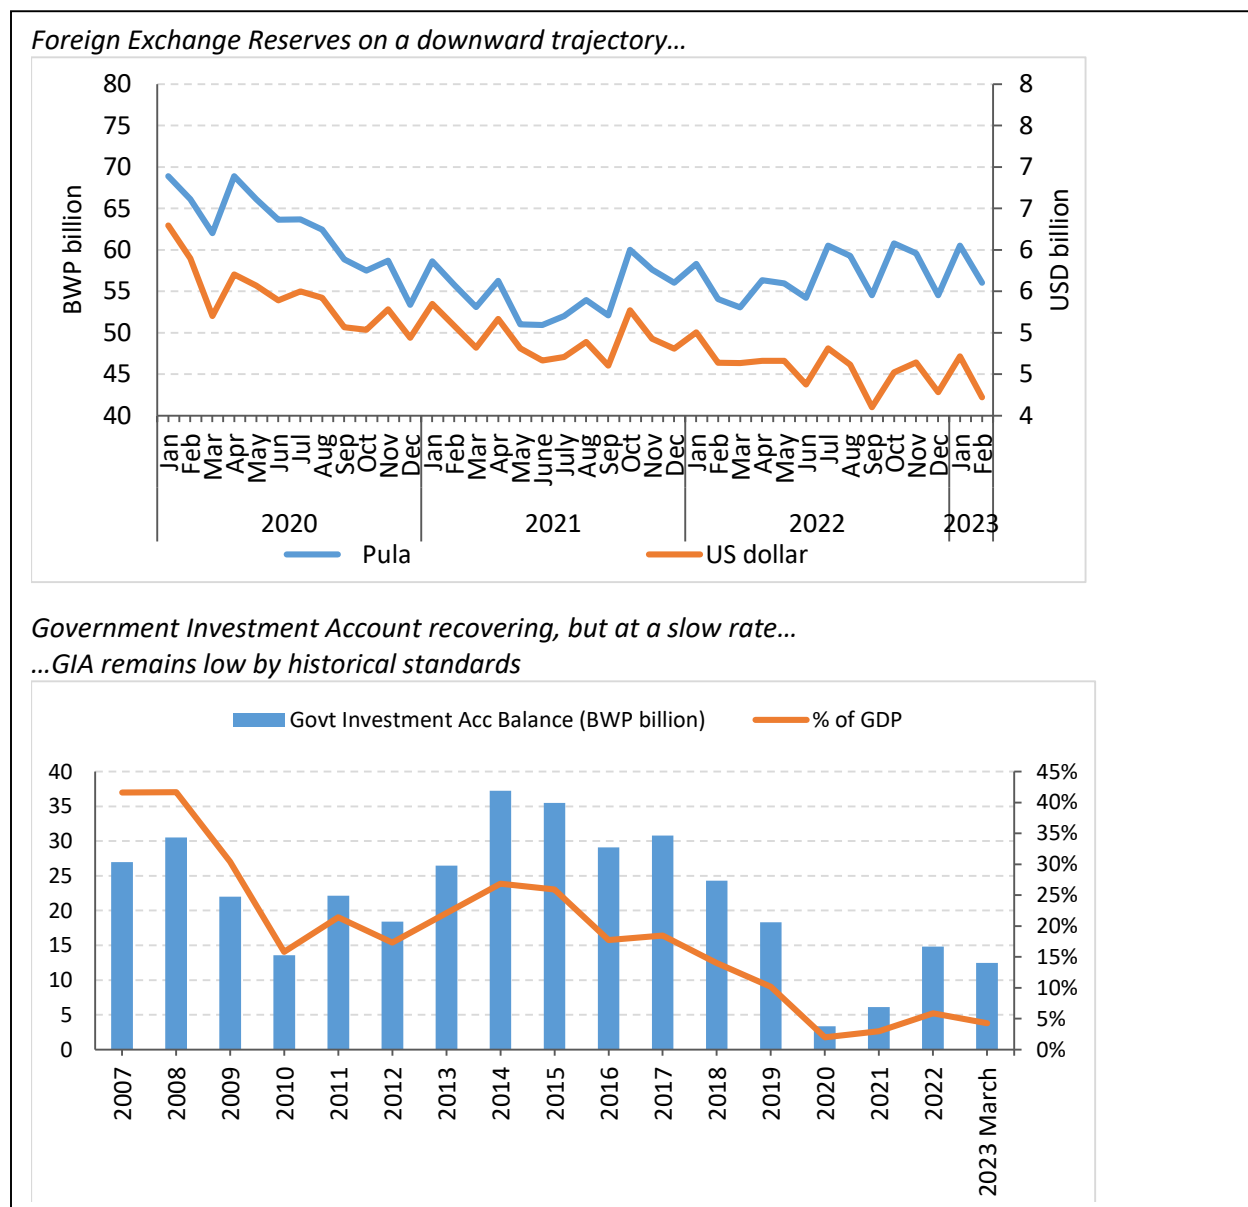 Foreign Exchange Reserves on a downward trajectory…
80
75
70
65
60
55
50
45
40
BWP billion
8
8
7
7
6
6
5
5
4
USD billion
Jan
Feb
Mar
Apr
May
Jun
Jul
Aug
Sep
Oct
Nov
Dec
Jan
Feb
Mar
Apr
May
June
July
Aug
Sep
Oct
Nov
Dec
Jan
Feb
Mar
Apr
May
Jun
Jul
Aug
Sep
Oct
Nov
Dec
Jan
Feb
2020 2021 2022 2023
Pula US dollar
Government Investment Account recovering, but at a slow rate…
…GIA remains low by historical standards
Govt Investment Acc Balance (BWP billion) % of GDP
40
35
30
25
20
15
10
5
0
45%
40%
35%
30%
25%
20%
15%
10%
5%
0%
2007
2008
2009
2010
2011
2012
2013
2014
2015
2016
2017
2018
2019
2020
2021
2022
2023 March